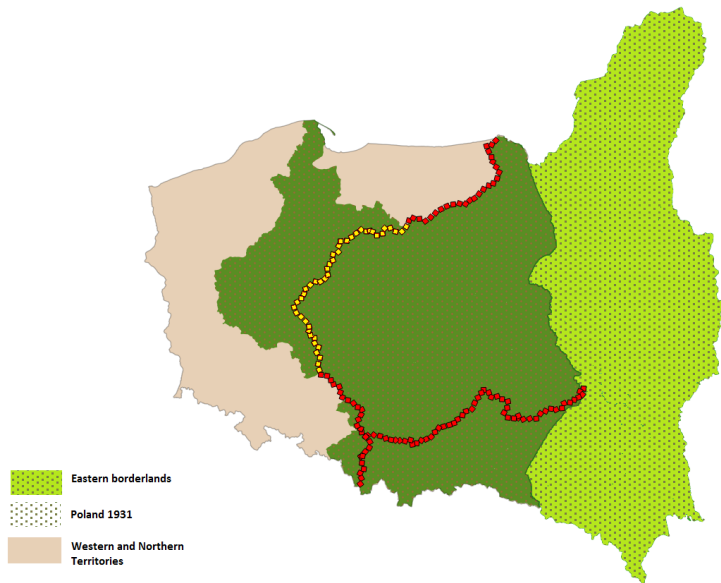 Eastern borderlands
Poland 1931
Western and Northern
Territories